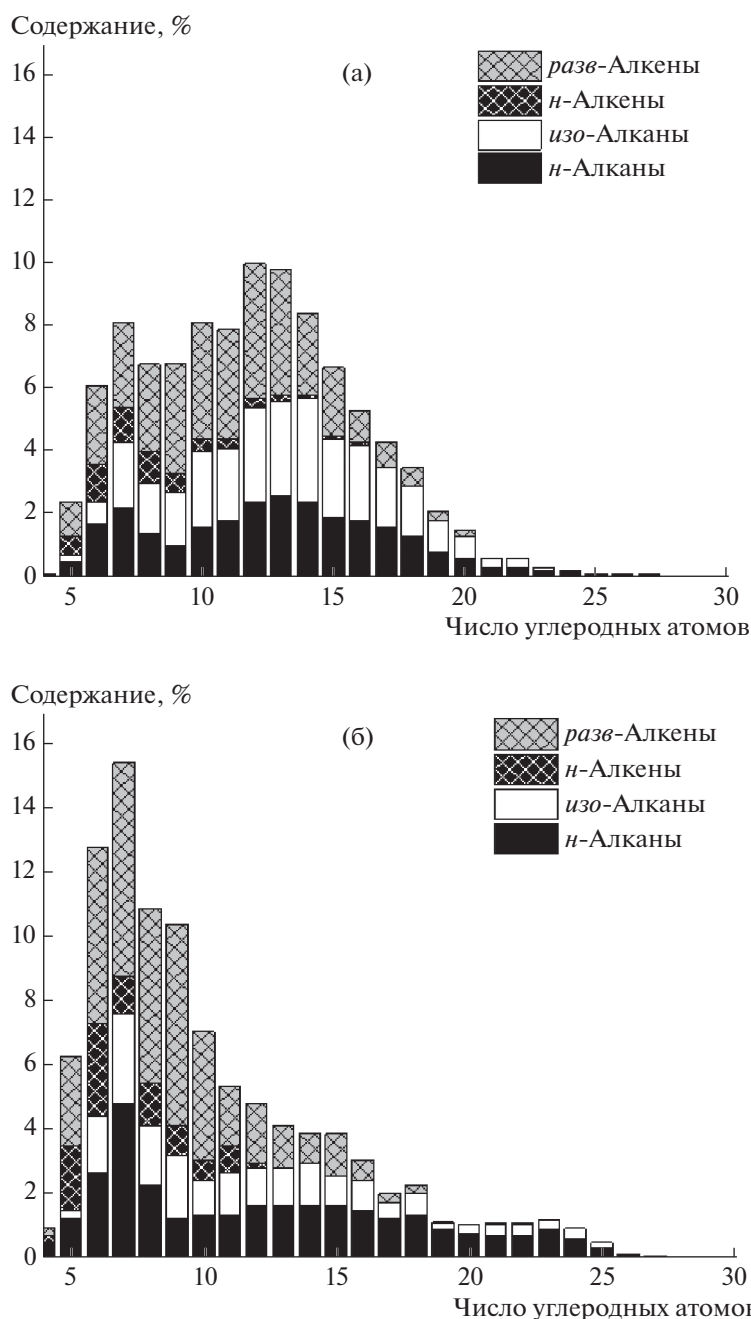 Содержание, %
16
(а)
разв-Алкены
н-Алкены
14
изо-Алканы
н-Алканы
12
10
8
6
4
2
0
5 10 15 20 25 30
Число углеродных атомов
Содержание, %
16
(б)
разв-Алкены
н-Алкены
14
изо-Алканы
н-Алканы
12
10
8
6
4
2
0
5 10 15 20 25 30
Число углеродных атомов